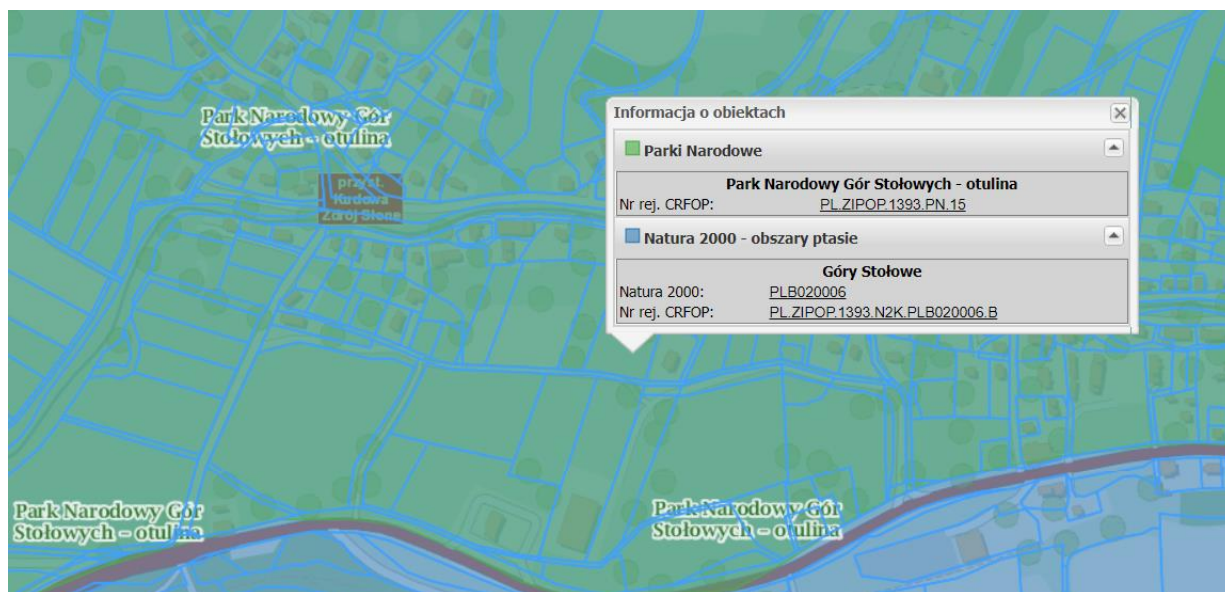 Park Narodowy Gór
Stołowych - otulina
przyst.
Kudowa
Zdrój Słone
Informacja o obiektach
Parki Narodowe
Park Narodowy Gór Stołowych - otulina
Nr rej. CRFOP: PL.ZIPOP.1393.PN.15
Natura 2000 - obszary ptasie
Góry Stołowe
Natura 2000: PLB020006
Nr rej. CRFOP: PL.ZIPOP.1393.N2K.PLB020006.B
Park Narodowy Gór
Stołowych - otulina
Park Narodowy Gór
Stołowych - otulina